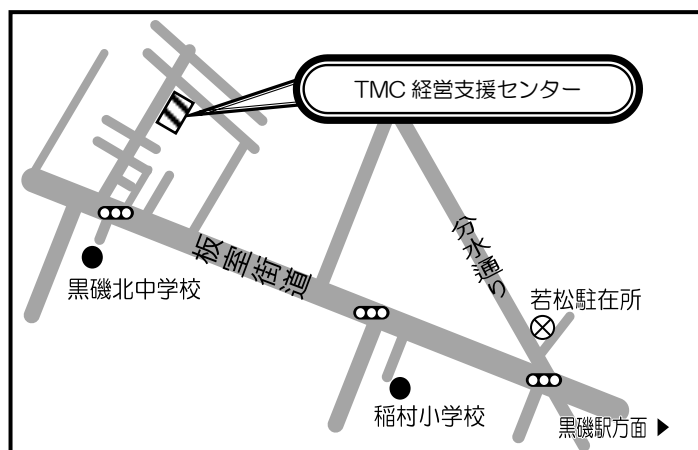 TMC 経営支援センター
分水通り
板室街道
若松駐在所
黒磯北中学校
稲村小学校
黒磯駅方面 ▶